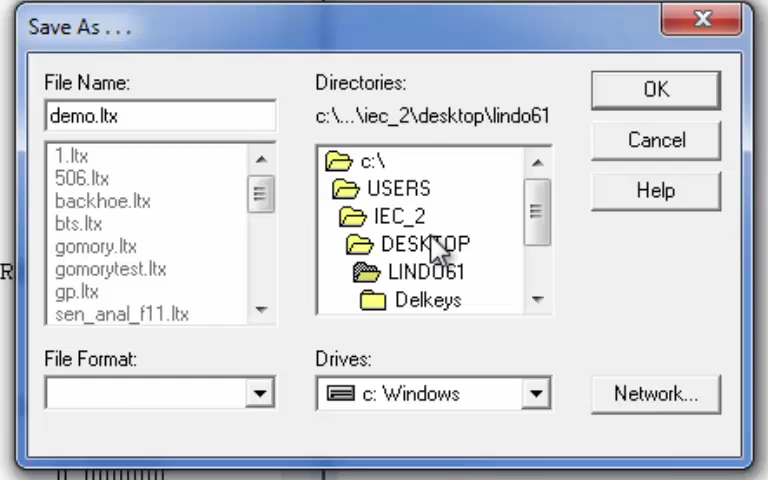 Save As . . .
File Name:
demo.ltx
1.ltx
506.ltx
backhoe.ltx
bts.ltx
gomory.ltx
gomorytest.ltx
gp.ltx
sen_anal_f11.ltx
File Format:
Directories:
c:\...\iec_2\desktop\lindo61
c:\
USERS
IEC_2
DESKTOP
LINDO61
Delkeys
Drives:
c: Windows
OK
Cancel
Help
Network...
R